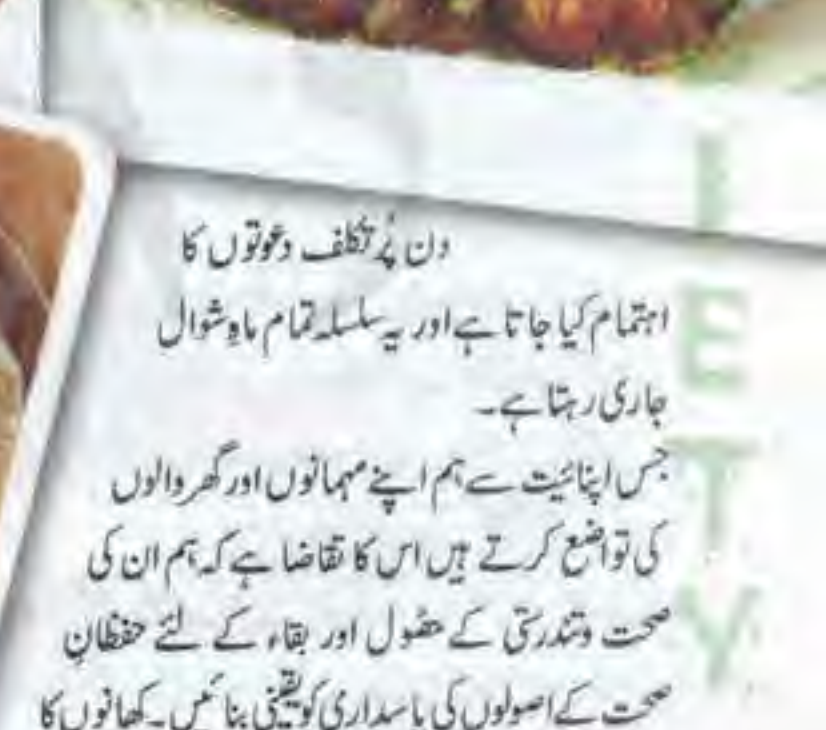 دن پُرتکلف دعوتوں کا
اہتمام کیا جاتا ہے اور یہ سلسلہ تمام ماہِ شوال
جاری رہتا ہے۔
جس اپنائیت سے ہم اپنے مہمانوں اور گھر والوں
کی تواضع کرتے ہیں اس کا تقاضا ہے کہ ہم ان کی
صحت وتندرستی کے حصُول اور بقاء کے لئے حفظانِ
صحت کے اصولوں کی پاسداری کو یقینی بنائیں۔ کھانوں کا
I
E
T
Y